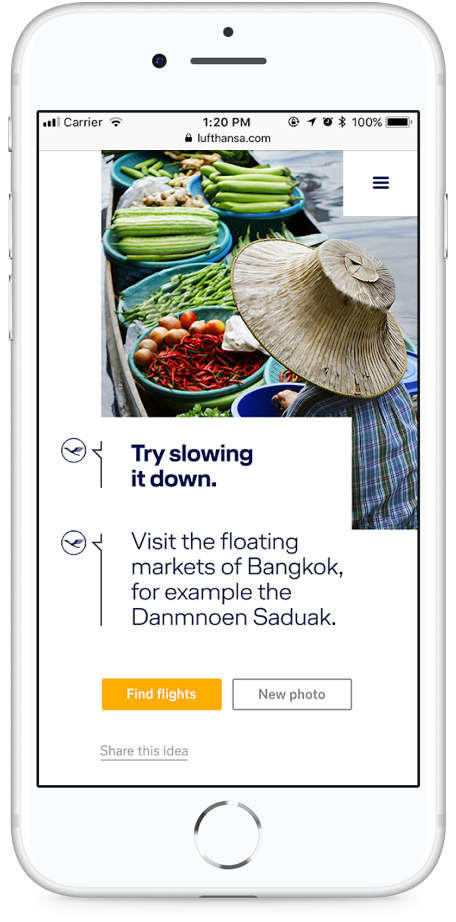 Carrier 1:20 PM 100%
lufthansa.com
Try slowing
it down.
Visit the floating
markets of Bangkok,
for example the
Danmnoen Saduak.
Find flights New photo
Share this idea